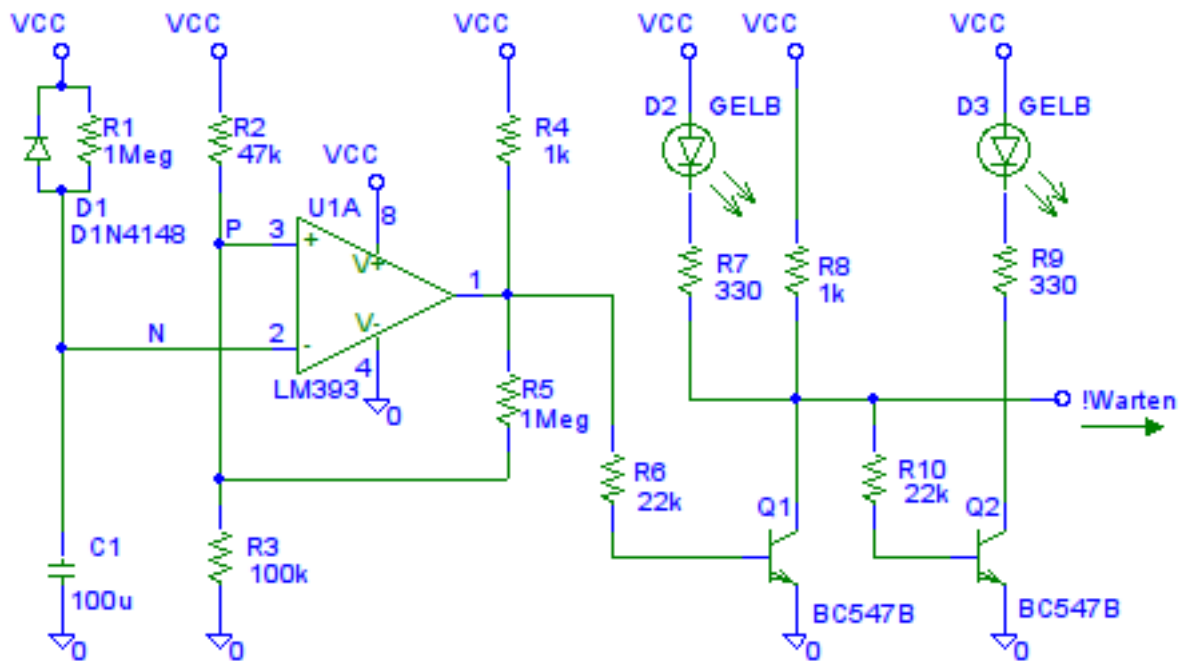 VCC
VCC
VCC
VCC
VCC
VCC
D2
GELB
D3
GELB
R1
1Meg
R2
47k
R4
1k
VCC
U1A
8
D1
D1N4148
P
3
+
V+
1
R7
330
R8
1k
R9
330
N
2
-
V-
4
LM393
0
R5
1Meg
!Warten
R6
22k
R10
22k
Q1
Q2
C1
100u
R3
100k
BC547B
BC547B
0
0
0
0